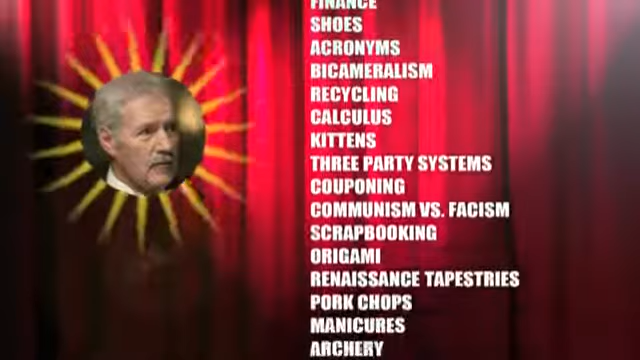 FINANCE
SHOES
ACRONYMS
BICAMERALISM
RECYCLING
CALCULUS
KITTENS
THREE PARTY SYSTEMS
COUPONING
COMMUNISM VS. FACISM
SCRAPBOOKING
ORIGAMI
RENAISSANCE TAPESTRIES
PORK CHOPS
MANICURES
ARCHERY